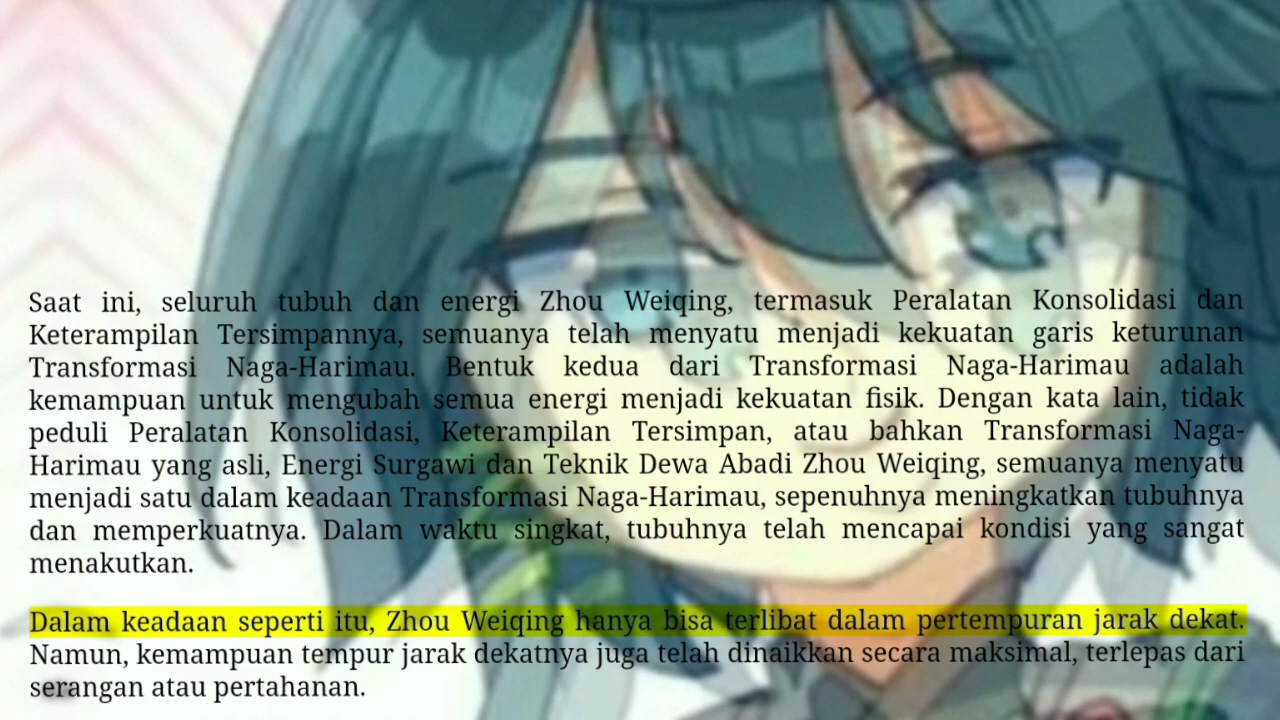 Saat ini, seluruh tubuh dan energi Zhou Weiqing, termasuk Peralatan Konsolidasi dan
Keterampilan Tersimpannya, semuanya telah menyatu menjadi kekuatan garis keturunan
Transformasi Naga-Harimau. Bentuk kedua dari Transformasi Naga-Harimau adalah
kemampuan untuk mengubah semua energi menjadi kekuatan fisik. Dengan kata lain, tidak
peduli Peralatan Konsolidasi, Keterampilan Tersimpan, atau bahkan Transformasi Naga-
Harimau yang asli, Energi Surgawi dan Teknik Dewa Abadi Zhou Weiqing, semuanya menyatu
menjadi satu dalam keadaan Transformasi Naga-Harimau, sepenuhnya meningkatkan tubuhnya
dan memperkuatnya. Dalam waktu singkat, tubuhnya telah mencapai kondisi yang sangat
menakutkan.
Dalam keadaan seperti itu, Zhou Weiqing hanya bisa terlibat dalam pertempuran jarak dekat.
Namun, kemampuan tempur jarak dekatnya juga telah dinaikkan secara maksimal, terlepas dari
serangan atau pertahanan.